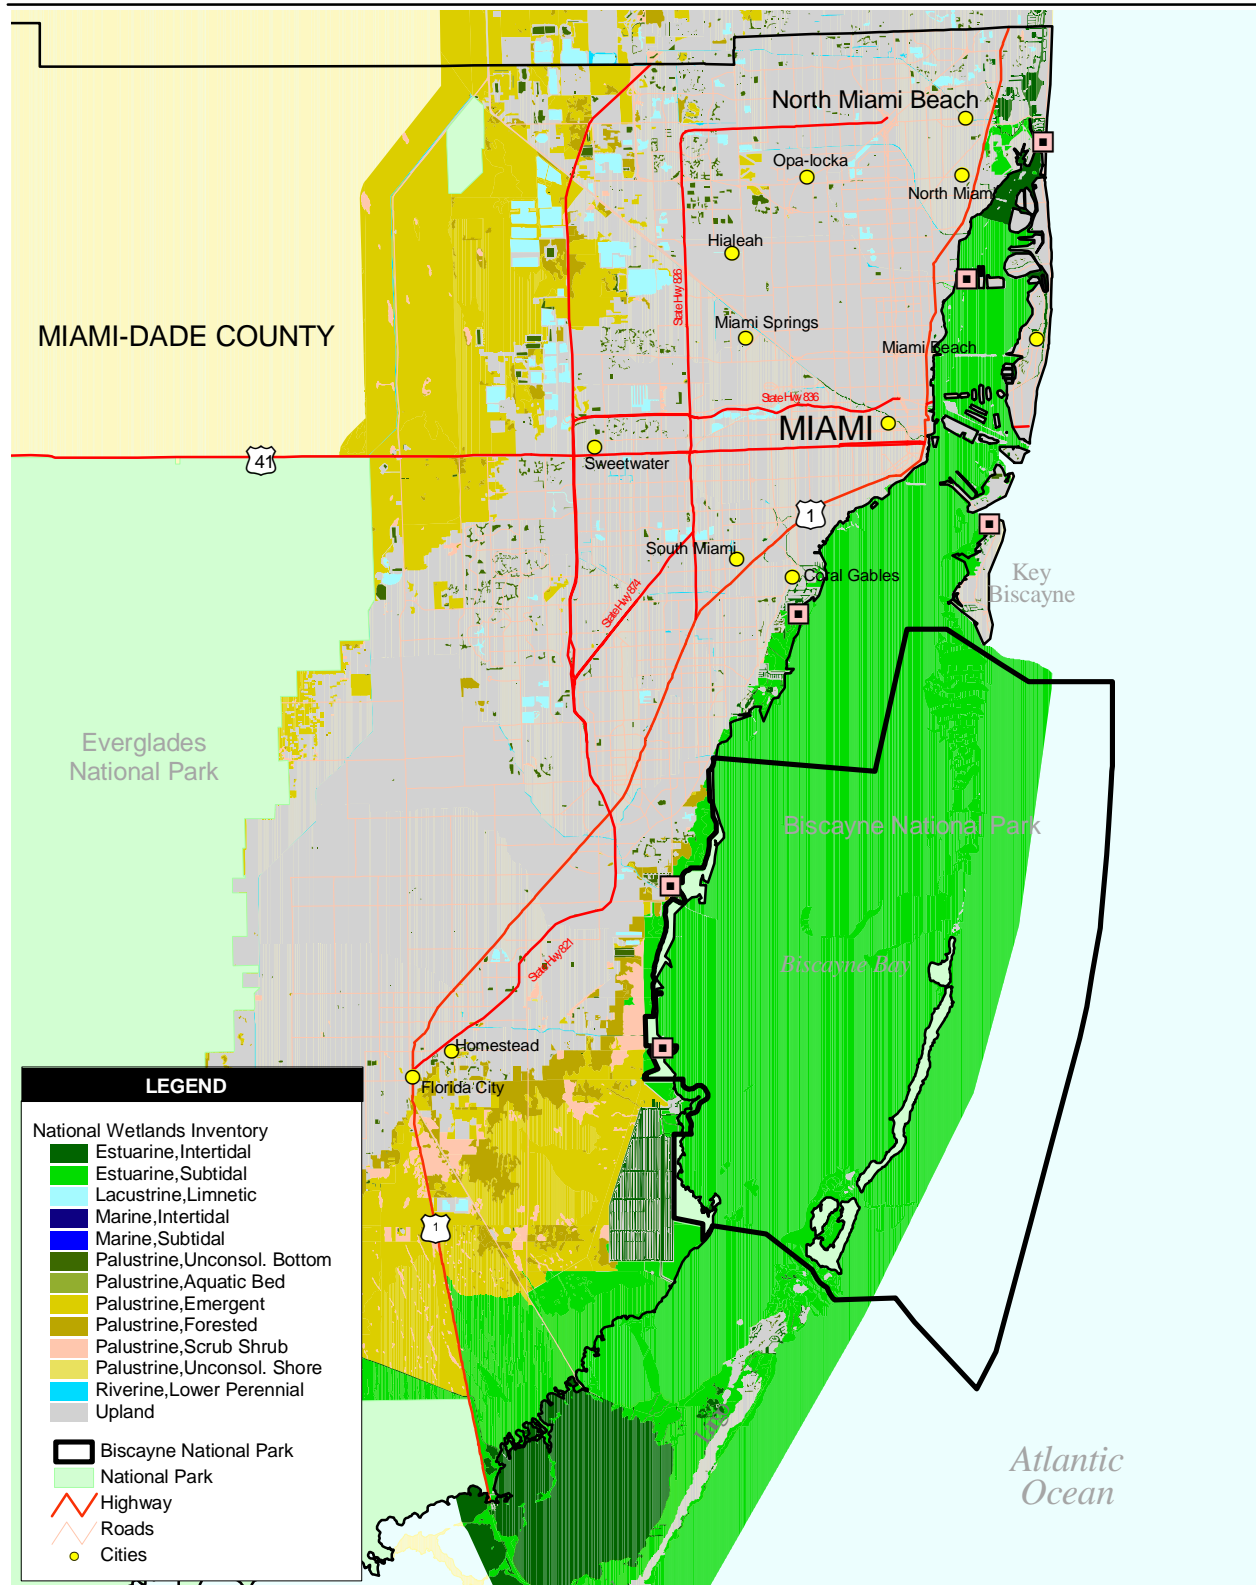 North Miami Beach
Opa-locka
North Miami
Hialeah
State Hwy 826
MIAMI-DADE COUNTY
Miami Springs
Miami Beach
State Hwy 836
MIAMI
41
Sweetwater
1
South Miami
Coral Gables
Key
Biscayne
State Hwy 874
Everglades
National Park
Biscayne National Park
Biscayne Bay
State Hwy 821
Homestead
Florida City
1
Atlantic
Ocean
LEGEND
National Wetlands Inventory
Estuarine,Intertidal
Estuarine,Subtidal
Lacustrine,Limnetic
Marine,Intertidal
Marine,Subtidal
Palustrine,Unconsol. Bottom
Palustrine,Aquatic Bed
Palustrine,Emergent
Palustrine,Forested
Palustrine,Scrub Shrub
Palustrine,Unconsol. Shore
Riverine,Lower Perennial
Upland
Biscayne National Park
National Park
Highway
Roads
Cities